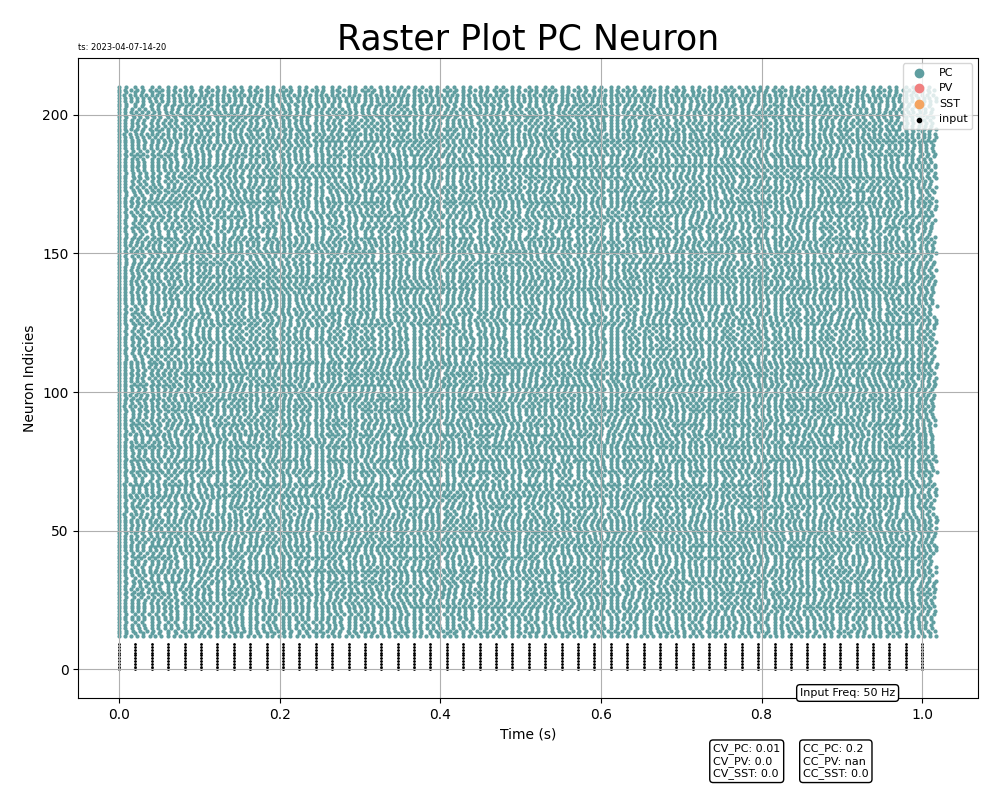 Raster Plot PC Neuron
ts: 2023-04-07-14-20
PC
PV
SST
input
200
150
100
50
0
Neuron Indicies
0.0 0.2 0.4 0.6 0.8 1.0
Time (s)
Input Freq: 50 Hz
CV_PC: 0.01
CV_PV: 0.0
CV_SST: 0.0
CC_PC: 0.2
CC_PV: nan
CC_SST: 0.0